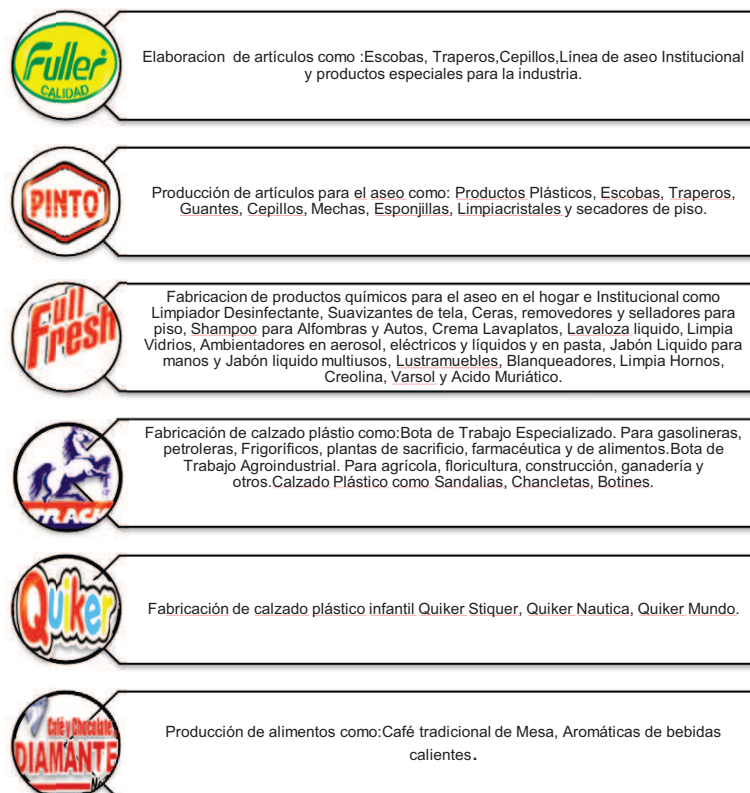 Fuller
CALIDAD
Elaboracion de artículos como :Escobas, Traperos,Cepillos,Línea de aseo Institucional
y productos especiales para la industria.
PINTO
Producción de artículos para el aseo como: Productos Plásticos, Escobas, Traperos,
Guantes, Cepillos, Mechas, Esponjillas, Limpiacristales y secadores de piso.
Full
Fresh
Fabricacion de productos químicos para el aseo en el hogar e Institucional como
Limpiador Desinfectante, Suavizantes de tela, Ceras, removedores y selladores para
piso, Shampoo para Alfombras y Autos, Crema Lavaplatos, Lavaloza liquido, Limpia
Vidrios, Ambientadores en aerosol, eléctricos y líquidos y en pasta, Jabón Liquido para
manos y Jabón liquido multiusos, Lustramuebles, Blanqueadores, Limpia Hornos,
Creolina, Varsol y Acido Muriático.
Fabricación de calzado plástio como:Bota de Trabajo Especializado. Para gasolineras,
petroleras, Frigoríficos, plantas de sacrificio, farmacéutica y de alimentos.Bota de
Trabajo Agroindustrial. Para agrícola, floricultura, construcción, ganadería y
otros.Calzado Plástico como Sandalias, Chancletas, Botines.
TRACK
Quiker
Fabricación de calzado plástico infantil Quiker Stiquer, Quiker Nautica, Quiker Mundo.
Café y Chocolate
DIAMANTE
Producción de alimentos como:Café tradicional de Mesa, Aromáticas de bebidas
calientes.